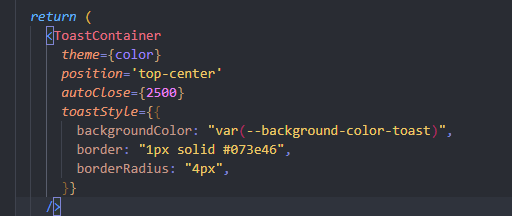 return (
<ToastContainer
theme={color}
position='top-center'
autoClose={2500}
toastStyle={{
backgroundColor: "var(--background-color-toast)",
border: "1px solid #073e46",
borderRadius: "4px",
}}
/>